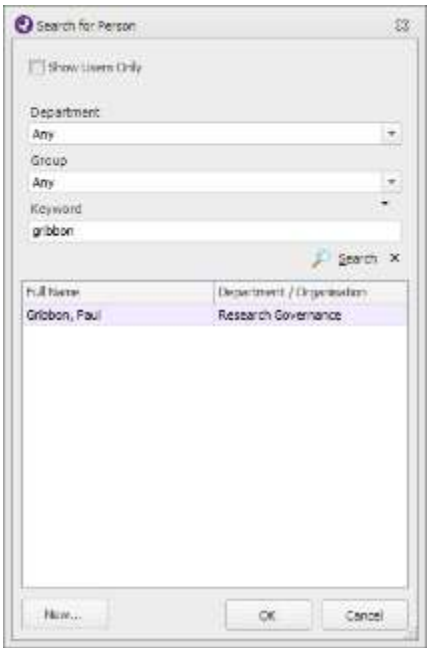 Search for Person
Show Users Only
Department
Any
Group
Any
Keyword
gribbon
Search
Full Name Department / Organisation
Gribbon, Paul Research Governance
New... OK Cancel